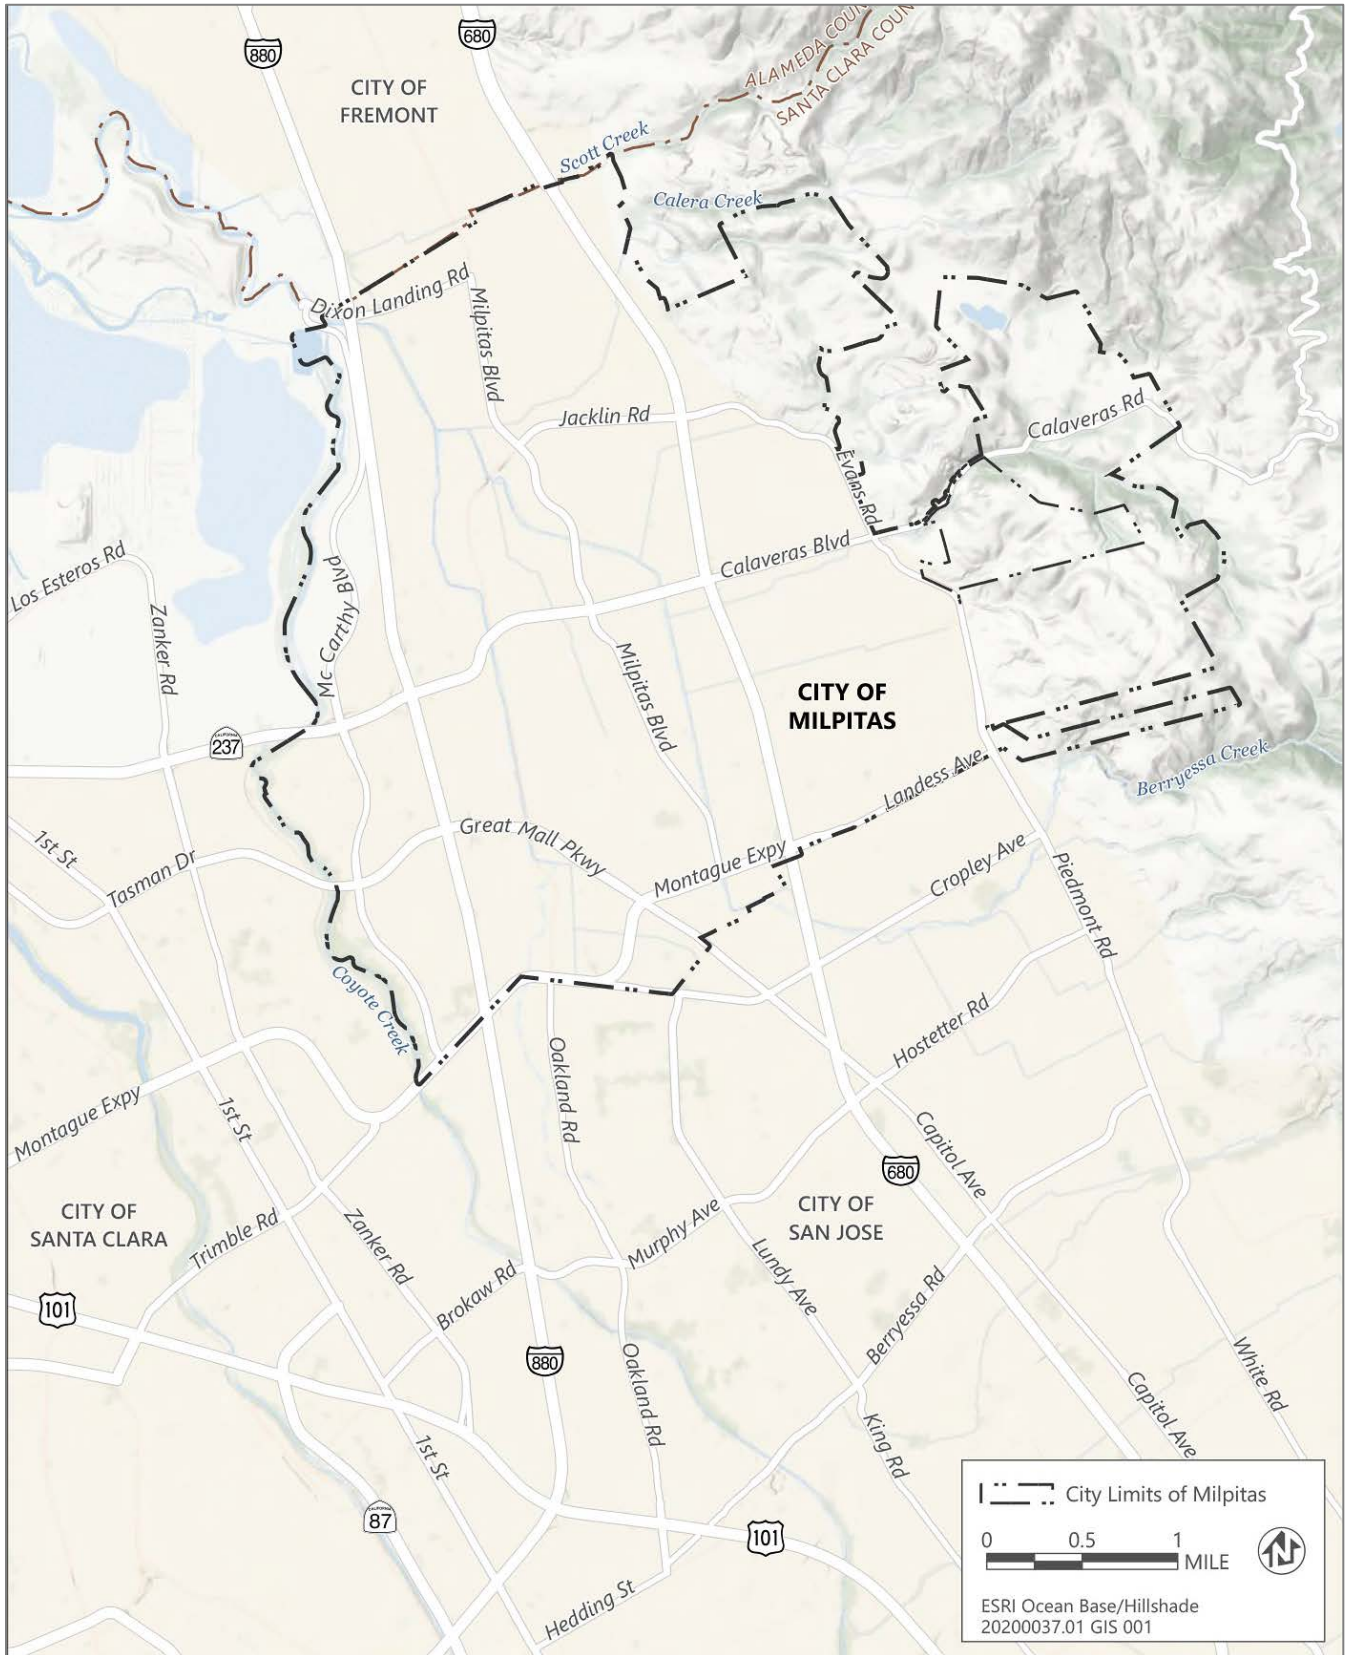 880
680
CITY OF
FREMONT
ALAMEDA COUN
SANTA CLARA COUN
Scott Creek
Calera Creek
Dixon Landing Rd
Milpitas Blvd
Jacklin Rd
Calaveras Rd
Evans Rd
Calaveras Blvd
Los Esteros Rd
Mc Carthy Blvd
Zanker Rd
Milpitas Blvd
CITY OF
MILPITAS
CALIFORNIA
237
Landess Ave
Berryessa Creek
1st St
Tasman Dr
Great Mall Pkwy
Montague Expy
Cropley Ave
Piedmont Rd
Coyote Creek
Hostetter Rd
Oakland Rd
Montague Expy
1st St
Capitol Ave
680
CITY OF
SANTA CLARA
CITY OF
SAN JOSE
Trimble Rd
Zanker Rd
Murphy Ave
Lundy Ave
Brokaw Rd
Berryessa Rd
101
880
Oakland Rd
White Rd
Capitol Ave
King Rd
1st St
CALIFORNIA
87
101
Hedding St
City Limits of Milpitas
0 0.5 1
MILE
N
ESRI Ocean Base/Hillshade
20200037.01 GIS 001